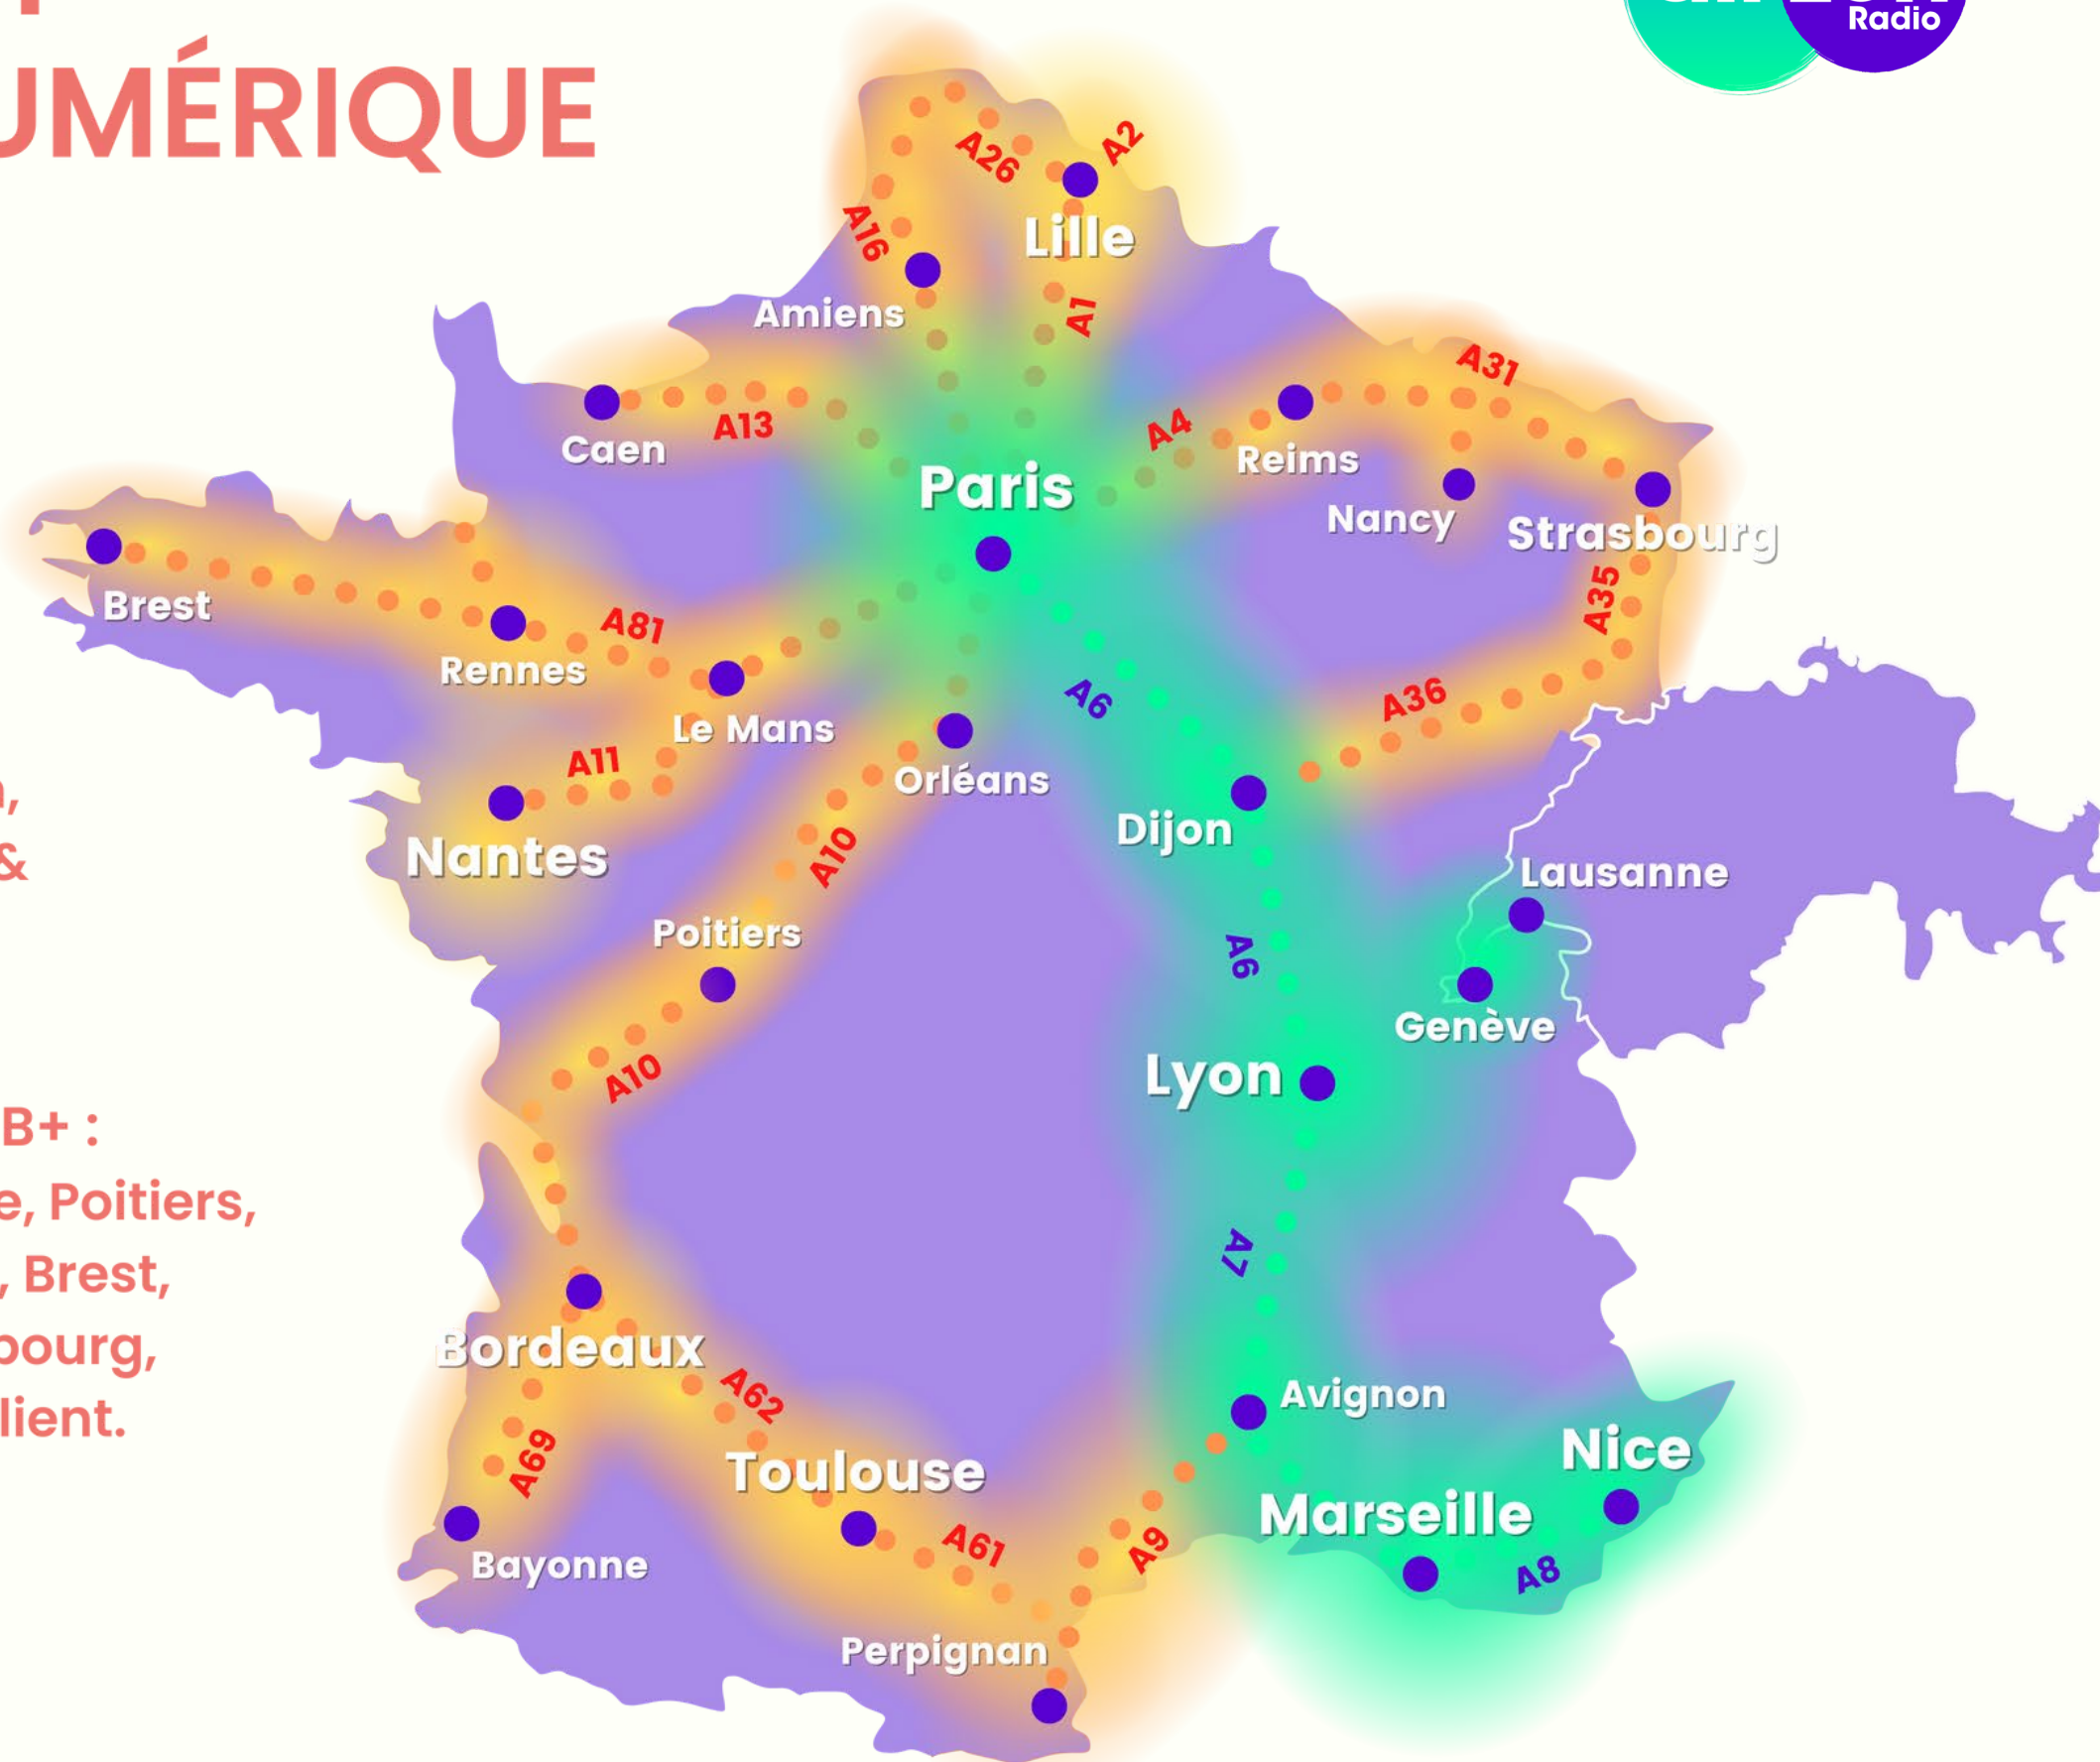 Radio
UMÉRIQUE
A2
A26
A16
Lille
Amiens
A1
A31
A13
A4
Caen
Reims
Paris
Nancy
Strasbourg
A35
Brest
A81
Rennes
A6
A36
Le Mans
A11
Orléans
Dijon
n,
&
Nantes
A10
Lausanne
Poitiers
A6
Genève
Lyon
A10
B+ :
e, Poitiers,
, Brest,
bourg,
lient.
A7
Bordeaux
A62
Avignon
A69
Toulouse
Nice
Marseille
A61
A9
A8
Bayonne
Perpignan